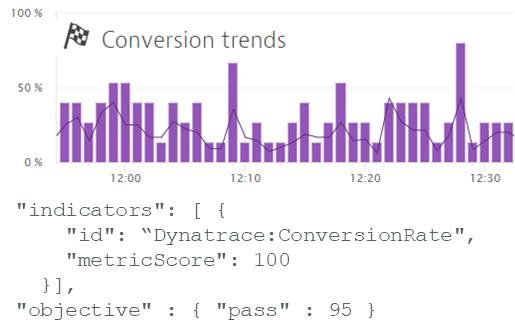 100 %
Conversion trends
50 %
0 %
12:00 12:10 12:20 12:30
"indicators": [ {
"id": “Dynatrace:ConversionRate",
"metricScore": 100
}],
"objective" : { "pass" : 95 }